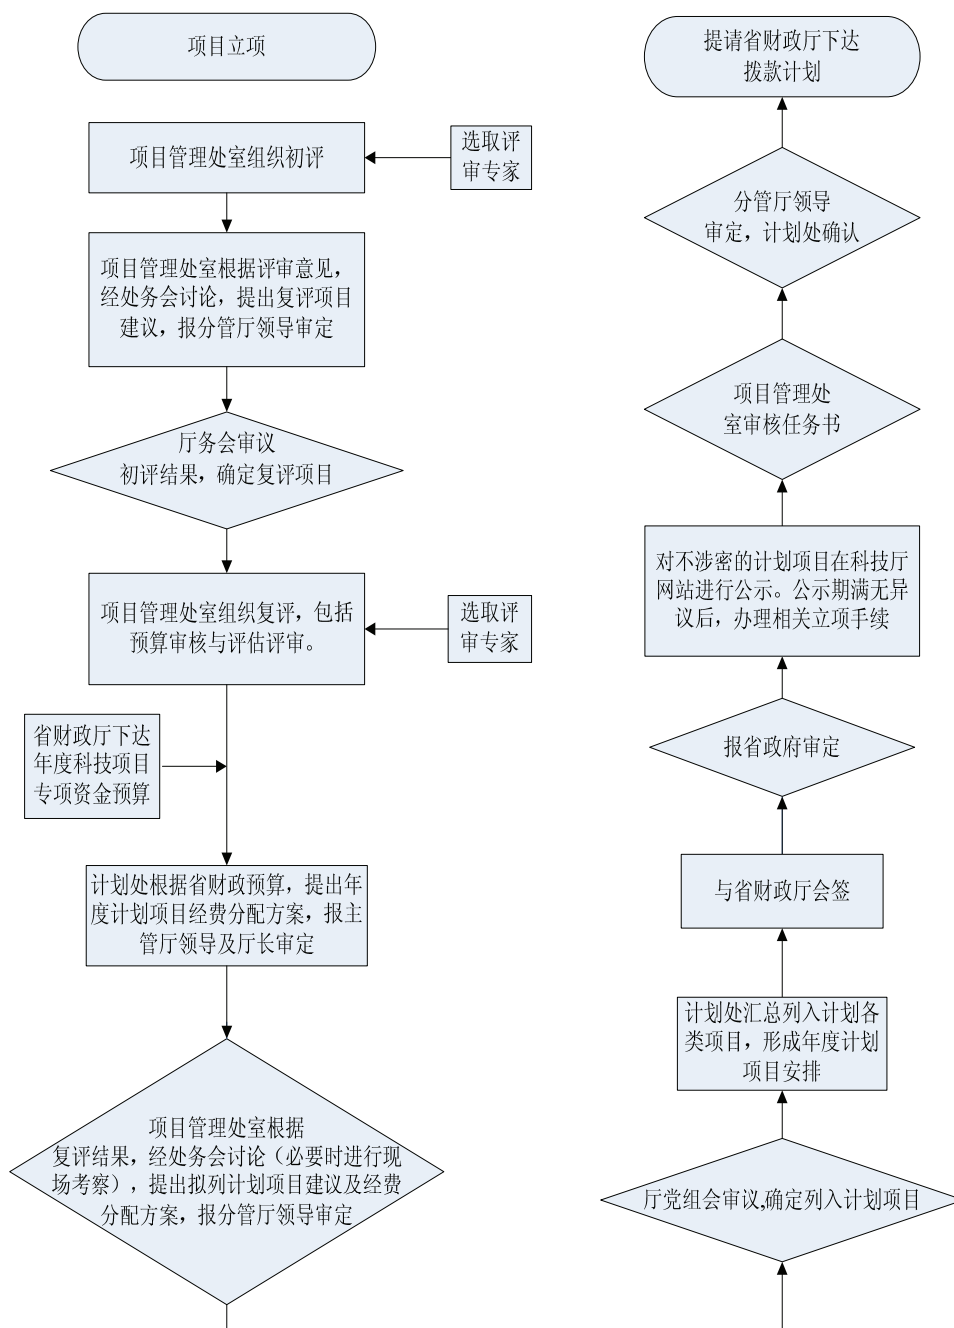 项目立项
项目管理处室组织初评
选取评
审专家
项目管理处室根据评审意见，
经处务会讨论，提出复评项目
建议，报分管厅领导审定
厅务会审议
初评结果，确定复评项目
项目管理处室组织复评，包括
预算审核与评估评审。
选取评
审专家
省财政厅下达
年度科技项目
专项资金预算
计划处根据省财政预算，提出年
度计划项目经费分配方案，报主
管厅领导及厅长审定
项目管理处室根据
复评结果，经处务会讨论（必要时进行现
场考察），提出拟列计划项目建议及经费
分配方案，报分管厅领导审定
提请省财政厅下达
拨款计划
分管厅领导
审定，计划处确认
项目管理处
室审核任务书
对不涉密的计划项目在科技厅
网站进行公示。公示期满无异
议后，办理相关立项手续
报省政府审定
与省财政厅会签
计划处汇总列入计划各
类项目，形成年度计划
项目安排
厅党组会审议,确定列入计划项目